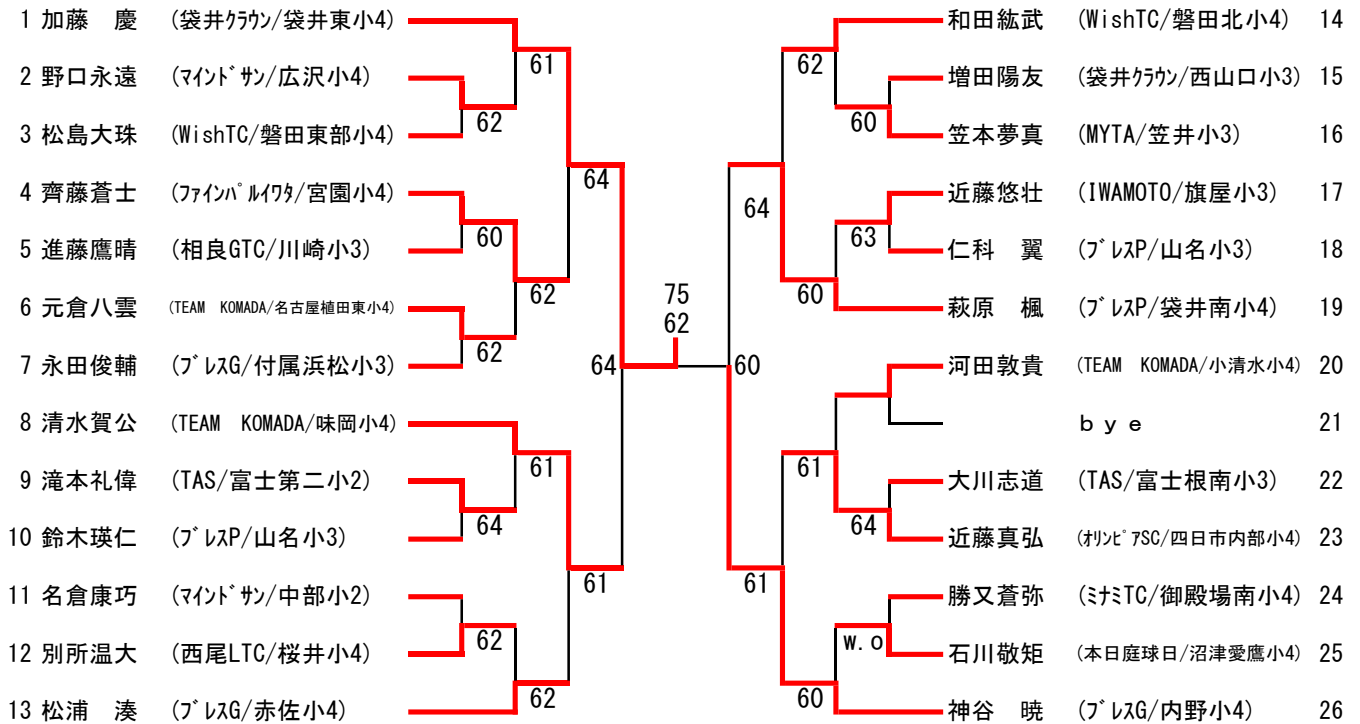 1 加藤　慶 (袋井クラウン/袋井東小4)
2 野口永遠 (マインドサン/広沢小4)
3 松島大珠 (WishTC/磐田東部小4)
4 齊藤蒼士 (ファインパルイワタ/宮園小4)
5 進藤鷹晴 (相良GTC/川崎小3)
6 元倉八雲 (TEAM KOMADA/名古屋植田東小4)
7 永田俊輔 (ブレスG/付属浜松小3)
8 清水賀公 (TEAM KOMADA/味岡小4)
9 滝本礼偉 (TAS/富士第二小2)
10 鈴木瑛仁 (ブレスP/山名小3)
11 名倉康巧 (マインドサン/中部小2)
12 別所温大 (西尾LTC/桜井小4)
13 松浦　湊 (ブレスG/赤佐小4)
61
62
60
62
62
61
64
62
62
64
61
64
75
62
60
64
61
62
60
63
60
61
64
w.o
60
和田紘武 (WishTC/磐田北小4) 14
増田陽友 (袋井クラウン/西山口小3) 15
笠本夢真 (MYTA/笠井小3) 16
近藤悠壮 (IWAMOTO/旗屋小3) 17
仁科　翼 (ブレスP/山名小3) 18
萩原　楓 (ブレスP/袋井南小4) 19
河田敦貴 (TEAM KOMADA/小清水小4) 20
ｂｙｅ 21
大川志道 (TAS/富士根南小3) 22
近藤真弘 (オリンピアSC/四日市内部小4) 23
勝又蒼弥 (ミナミTC/御殿場南小4) 24
石川敬矩 (本日庭球日/沼津愛鷹小4) 25
神谷　暁 (ブレスG/内野小4) 26